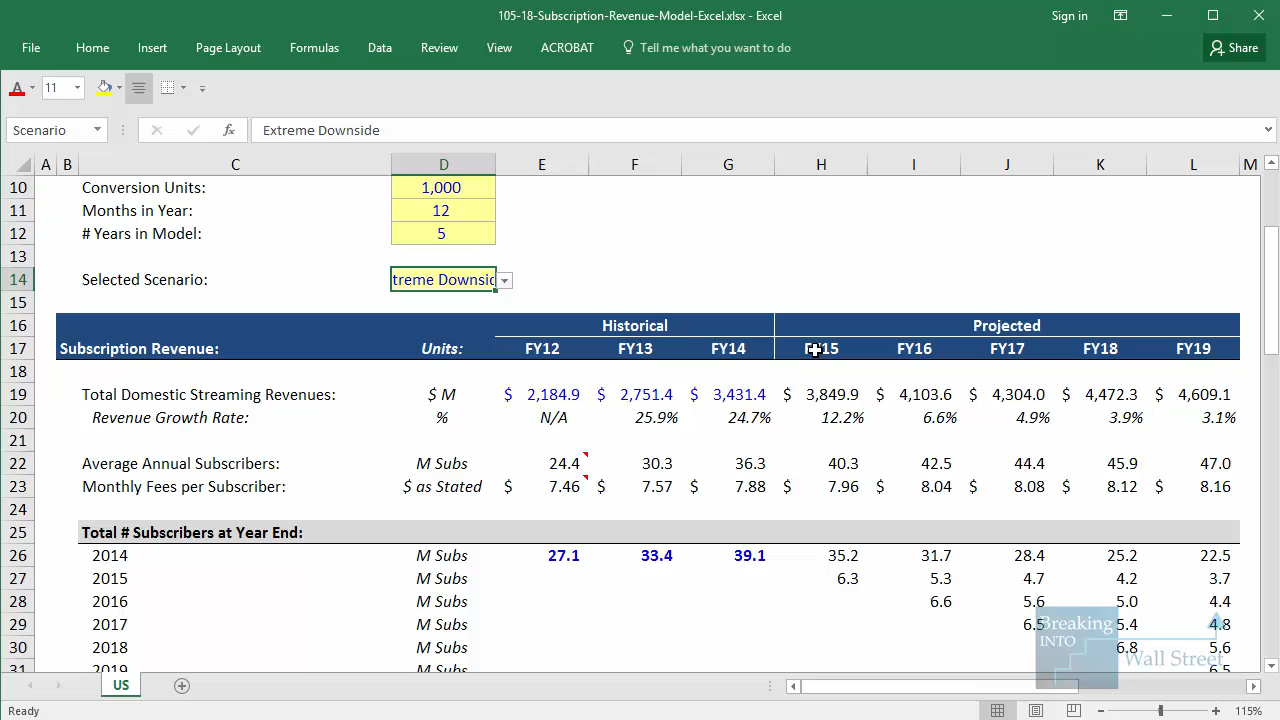 105-18-Subscription-Revenue-Model-Excel.xlsx - Excel
Sign in
File Home Insert Page Layout Formulas Data Review View ACROBAT Tell me what you want to do Share
A 11
Scenario fx Extreme Downside
A B C D E F G H I J K L M
10 Conversion Units: 1,000
11 Months in Year: 12
12 # Years in Model: 5
13
14 Selected Scenario: treme Downsid
15
16 Historical Projected
17 Subscription Revenue: Units: FY12 FY13 FY14 FY15 FY16 FY17 FY18 FY19
18
19 Total Domestic Streaming Revenues: $ M $ 2,184.9 $ 2,751.4 $ 3,431.4 $ 3,849.9 $ 4,103.6 $ 4,304.0 $ 4,472.3 $ 4,609.1
20 Revenue Growth Rate: % N/A 25.9% 24.7% 12.2% 6.6% 4.9% 3.9% 3.1%
21
22 Average Annual Subscribers: M Subs 24.4 30.3 36.3 40.3 42.5 44.4 45.9 47.0
23 Monthly Fees per Subscriber: $ as Stated $ 7.46 $ 7.57 $ 7.88 $ 7.96 $ 8.04 $ 8.08 $ 8.12 $ 8.16
24
25 Total # Subscribers at Year End:
26 2014 M Subs 27.1 33.4 39.1 35.2 31.7 28.4 25.2 22.5
27 2015 M Subs 6.3 5.3 4.7 4.2 3.7
28 2016 M Subs 6.6 5.6 5.0 4.4
29 2017 M Subs 6.5 5.4 4.8
30 2018 M Subs 6.8 5.6
31 2019 M Subs 6.5
Breaking
INTO
Wall Street
US
Ready 115%